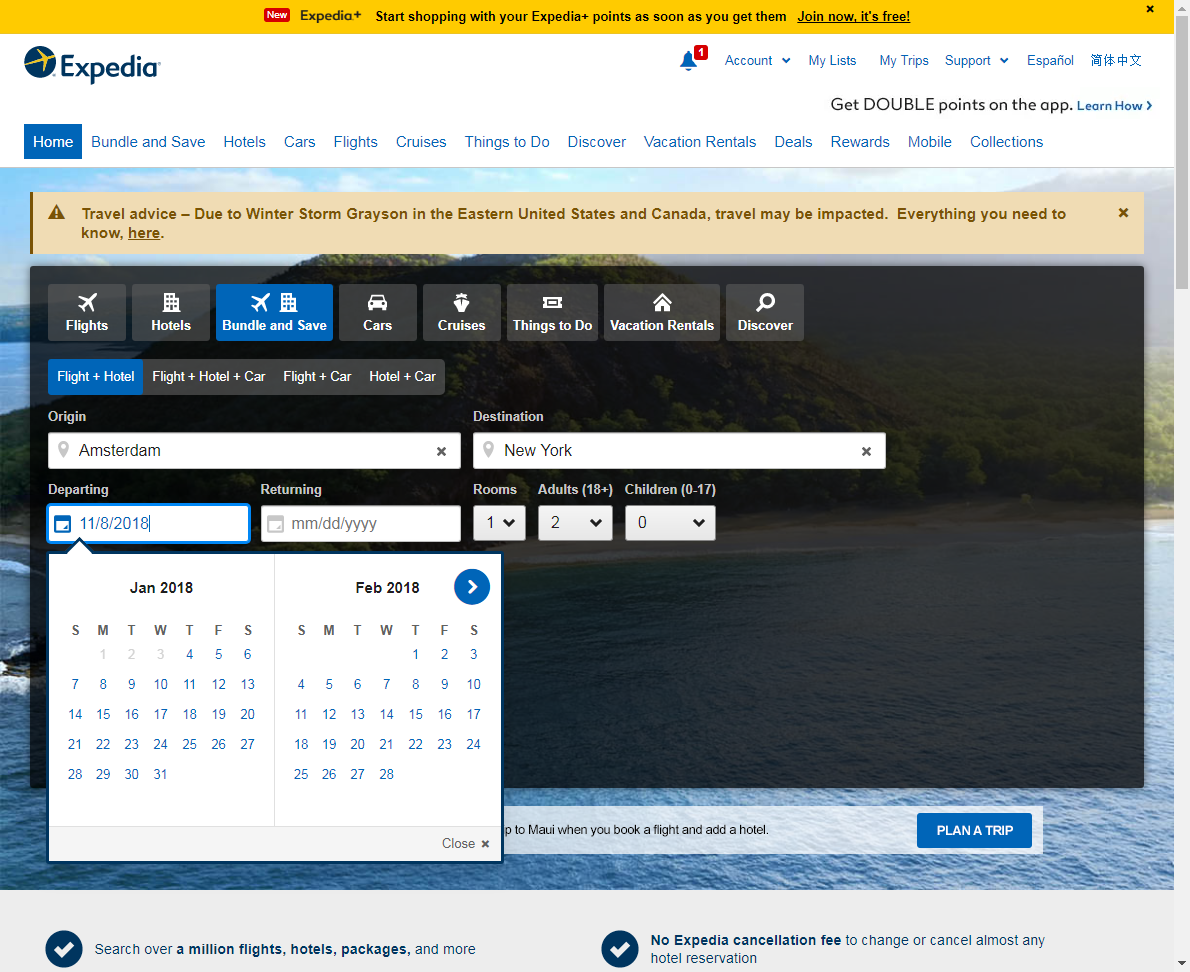 New Expedia+ Start shopping with your Expedia+ points as soon as you get them Join now, it's free!
Expedia
1
Account My Lists My Trips Support Español 简体中文
Get DOUBLE points on the app. Learn How
Home Bundle and Save Hotels Cars Flights Cruises Things to Do Discover Vacation Rentals Deals Rewards Mobile Collections
Travel advice – Due to Winter Storm Grayson in the Eastern United States and Canada, travel may be impacted. Everything you need to
know, here.
Flights Hotels Bundle and Save Cars Cruises Things to Do Vacation Rentals Discover
Flight + Hotel Flight + Hotel + Car Flight + Car Hotel + Car
Origin Destination
Amsterdam New York
Departing Returning Rooms Adults (18+) Children (0-17)
11/8/2018 mm/dd/yyyy 1 2 0
Jan 2018 Feb 2018
S M T W T F S S M T W T F S
1 2 3 4 5 6 1 2 3
7 8 9 10 11 12 13 4 5 6 7 8 9 10
14 15 16 17 18 19 20 11 12 13 14 15 16 17
21 22 23 24 25 26 27 18 19 20 21 22 23 24
28 29 30 31 25 26 27 28
Close
p to Maui when you book a flight and add a hotel. PLAN A TRIP
Search over a million flights, hotels, packages, and more
No Expedia cancellation fee to change or cancel almost any
hotel reservation